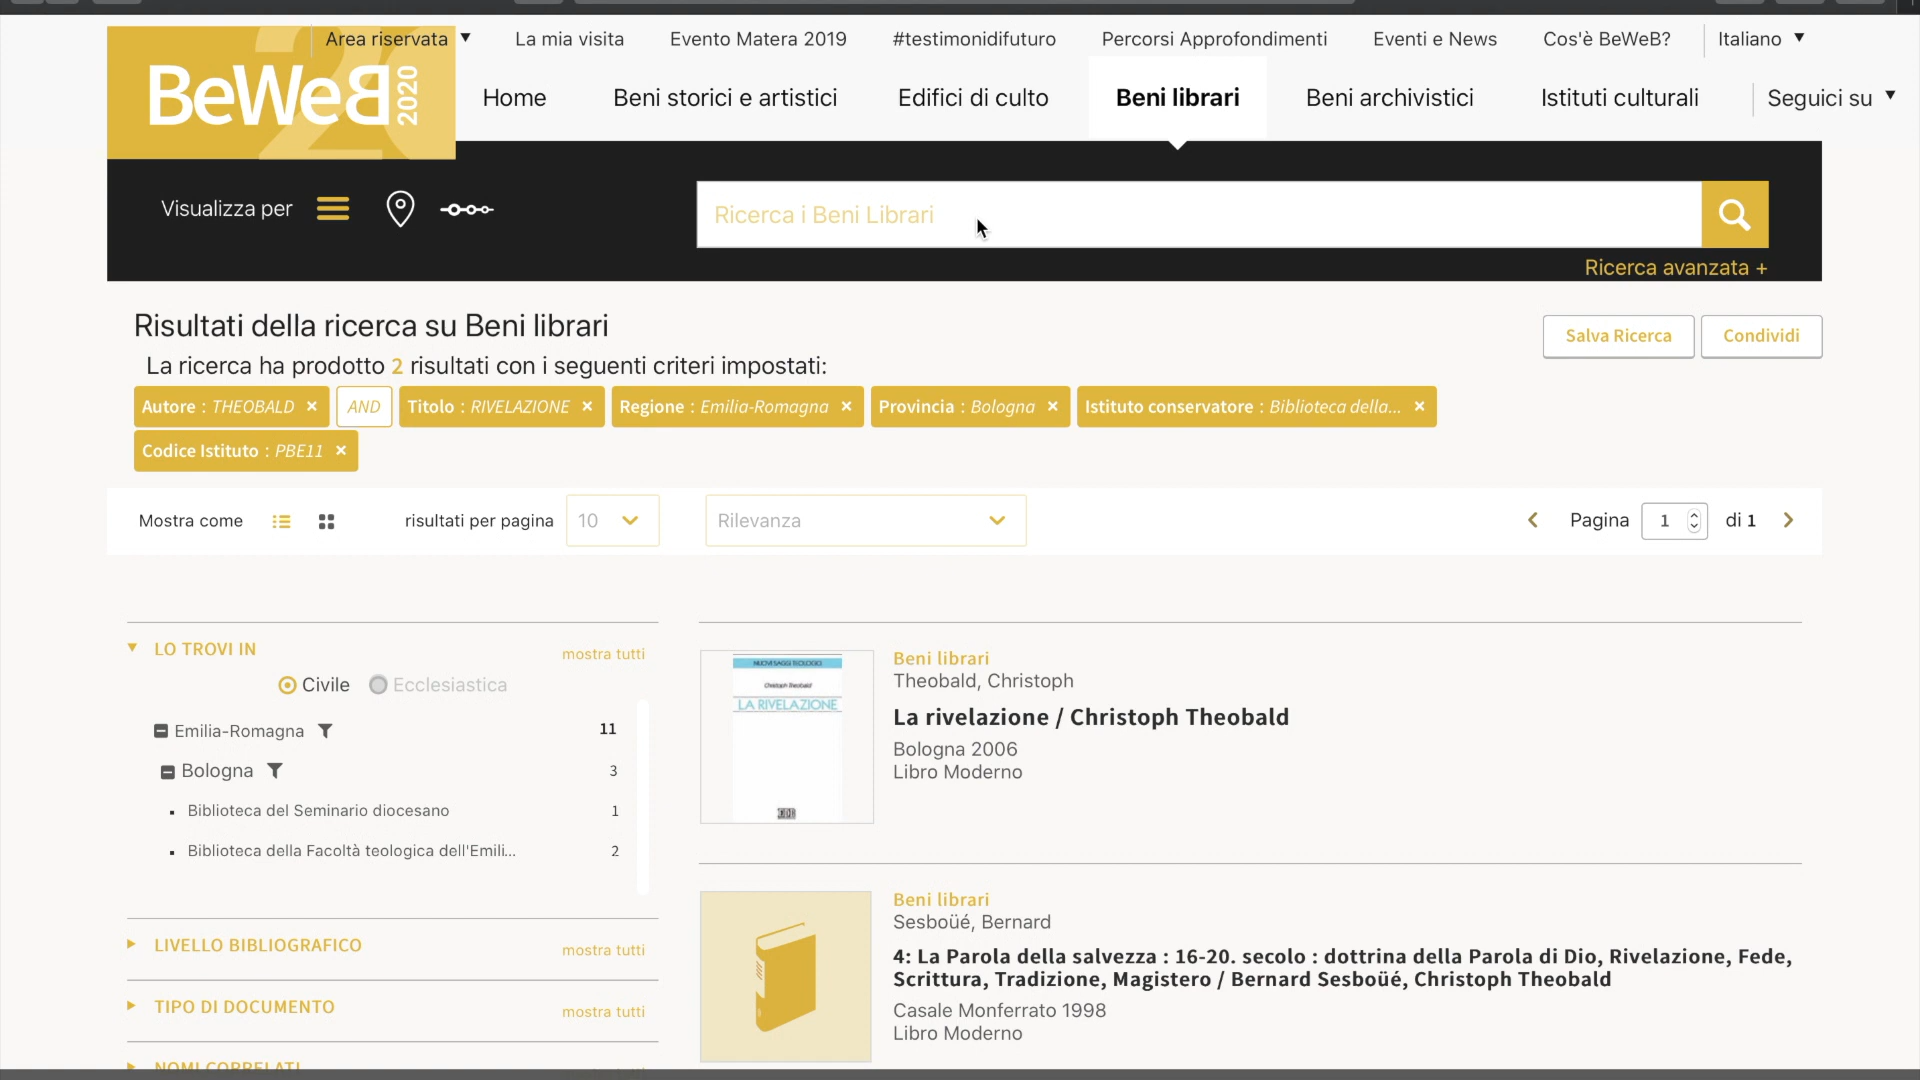 Area riservata ▼
La mia visita
Evento Matera 2019
#testimonidifuturo
Percorsi Approfondimenti
Eventi e News
Cos'è BeWeB?
Italiano ▼
BeWeB 2020
Home
Beni storici e artistici
Edifici di culto
Beni librari
Beni archivistici
Istituti culturali
Seguici su ▼
Visualizza per
Ricerca i Beni Librari
Ricerca avanzata +
Risultati della ricerca su Beni librari
La ricerca ha prodotto 2 risultati con i seguenti criteri impostati:
Salva Ricerca
Condividi
Autore : THEOBALD ×
AND
Titolo : RIVELAZIONE ×
Regione : Emilia-Romagna ×
Provincia : Bologna ×
Istituto conservatore : Biblioteca della... ×
Codice Istituto : PBE11 ×
Mostra come
risultati per pagina
10
Rilevanza
Pagina 1 di 1
LO TROVI IN
mostra tutti
Civile
Ecclesiastica
Emilia-Romagna 11
Bologna 3
Biblioteca del Seminario diocesano 1
Biblioteca della Facoltà teologica dell'Emili... 2
LIVELLO BIBLIOGRAFICO
mostra tutti
TIPO DI DOCUMENTO
mostra tutti
NOMI CORRELATI
NUOVI SAGGI TEOLOGICI
Christoph Theobald
LA RIVELAZIONE
EDB
Beni librari
Theobald, Christoph
La rivelazione / Christoph Theobald
Bologna 2006
Libro Moderno
Beni librari
Sesboüé, Bernard
4: La Parola della salvezza : 16-20. secolo : dottrina della Parola di Dio, Rivelazione, Fede,
Scrittura, Tradizione, Magistero / Bernard Sesboüé, Christoph Theobald
Casale Monferrato 1998
Libro Moderno